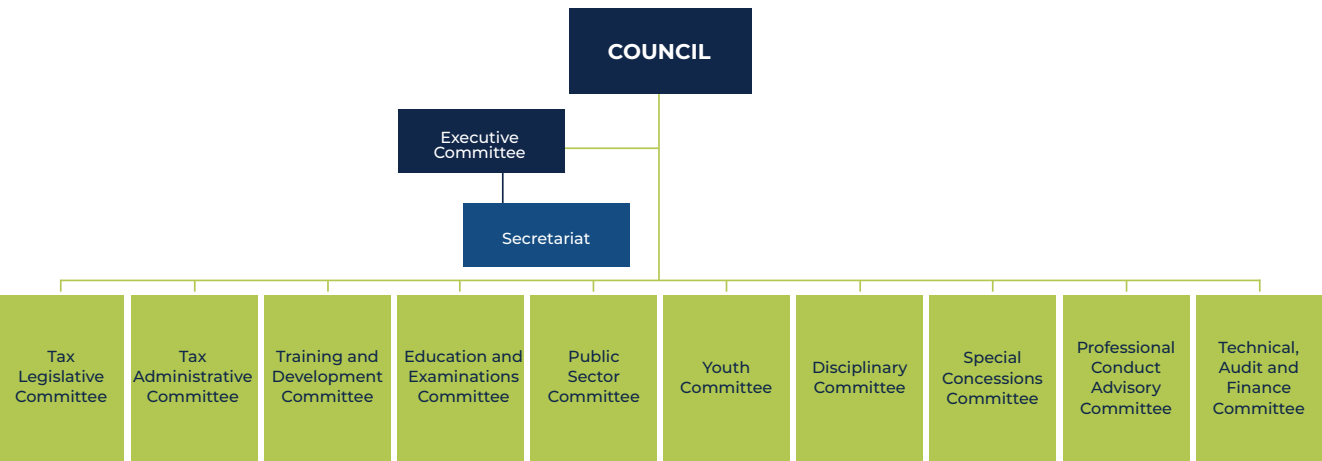 COUNCIL
Executive
Committee
Secretariat
Tax
Legislative
Committee
Tax
Administrative
Committee
Training and
Development
Committee
Education and
Examinations
Committee
Public
Sector
Committee
Youth
Committee
Disciplinary
Committee
Special
Concessions
Committee
Professional
Conduct
Advisory
Committee
Technical,
Audit and
Finance
Committee